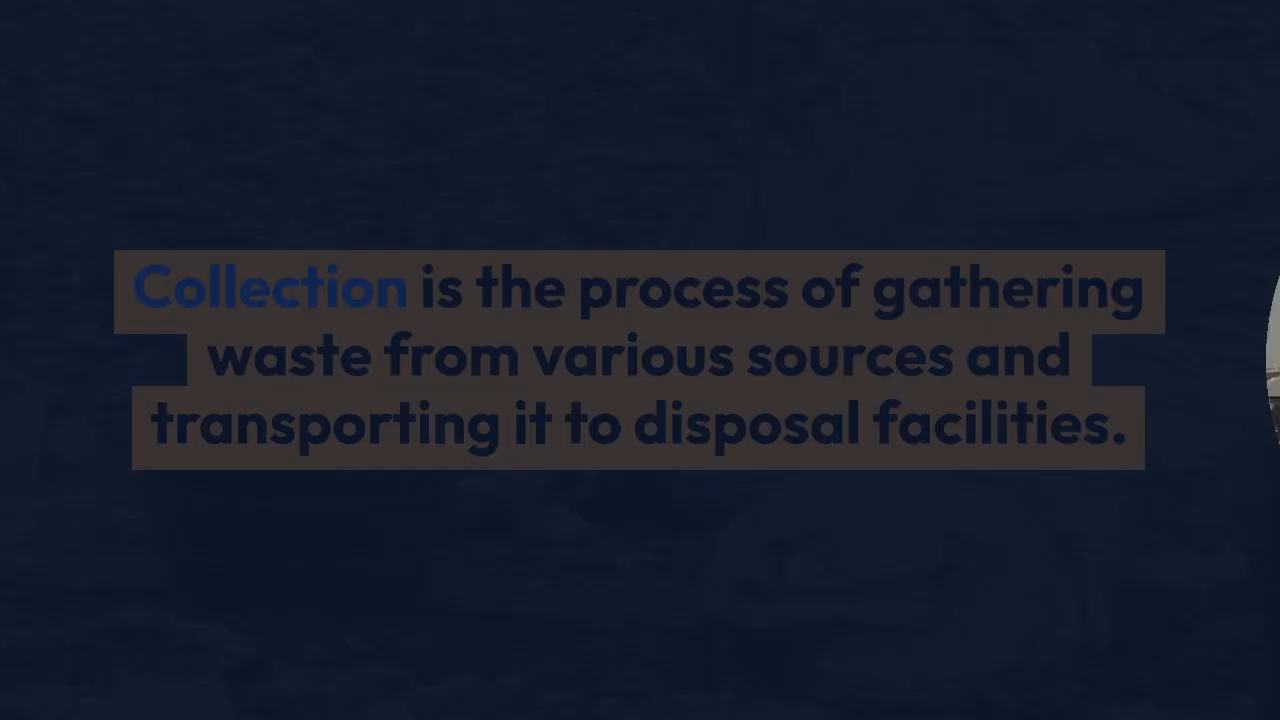 Collection is the process of gathering
waste from various sources and
transporting it to disposal facilities.